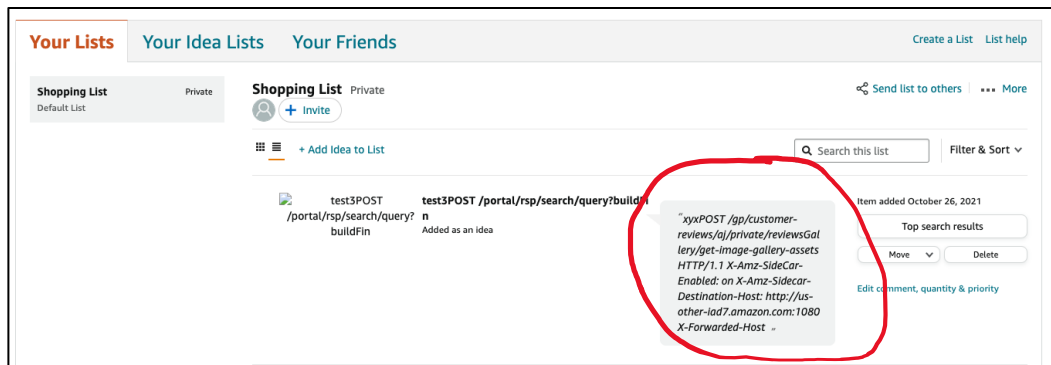 Your Lists
Your Idea Lists
Your Friends
Create a List
List help
Shopping List
Private
Default List
Shopping List Private
Send list to others
More
+ Invite
+ Add Idea to List
Search this list
Filter & Sort
test3POST
/portal/rsp/search/query?
buildFin
test3POST /portal/rsp/search/query?buildFi
n
Added as an idea
"xyxPOST /gp/customer-
reviews/aj/private/reviewsGal
lery/get-image-gallery-assets
HTTP/1.1 X-Amz-SideCar-
Enabled: on X-Amz-Sidecar-
Destination-Host: http://us-
other-iad7.amazon.com:1080
X-Forwarded-Host "
Item added October 26, 2021
Top search results
Move
Delete
Edit comment, quantity & priority